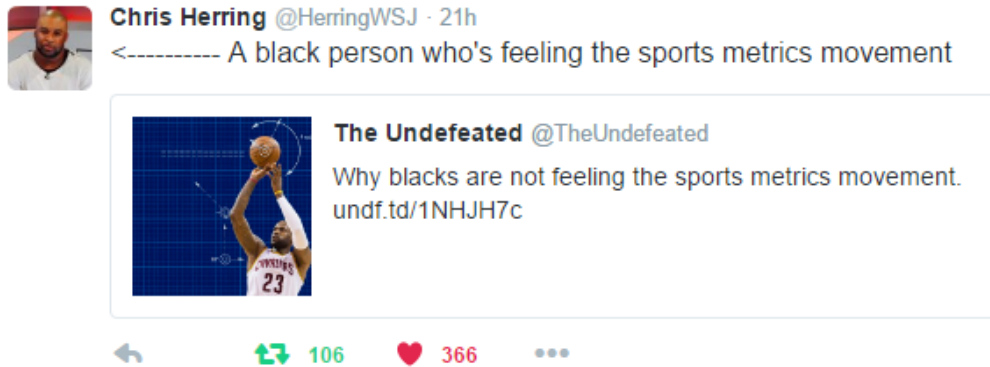 Chris Herring @HerringWSJ · 21h
<---------- A black person who's feeling the sports metrics movement
The Undefeated @TheUndefeated
Why blacks are not feeling the sports metrics movement.
undf.td/1NHJH7c
23
106 366